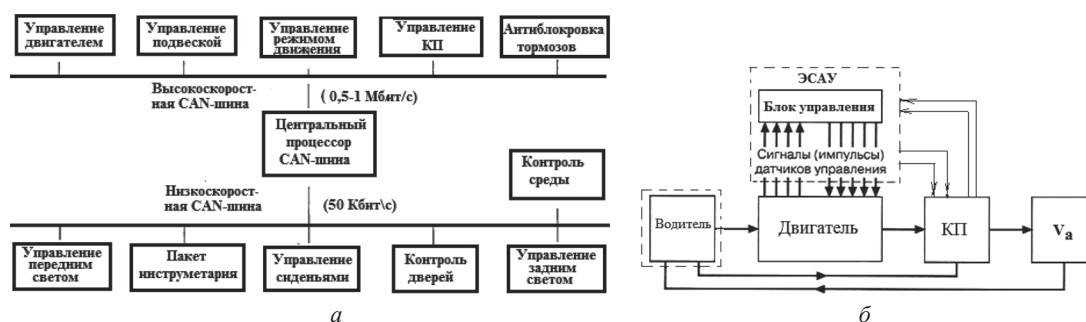 Управление
двигателем
Управление
подвеской
Управление
режимом
движения
Управление
КП
Антиблокровка
тормозов
Высокоскорост-
ная CAN-шина
( 0,5-1 Мбит/с)
Центральный
процессор
CAN-шина
Контроль
среды
Низкоскорост-
ная CAN-шина
(50 Кбит\с)
Управление
передним
светом
Пакет
инструметария
Управление
сиденьями
Контроль
дверей
Управление
задним
светом
а
ЭСАУ
Блок управления
Сигналы (импульсы)
датчиков управления
Водитель
Двигатель
КП
Va
б